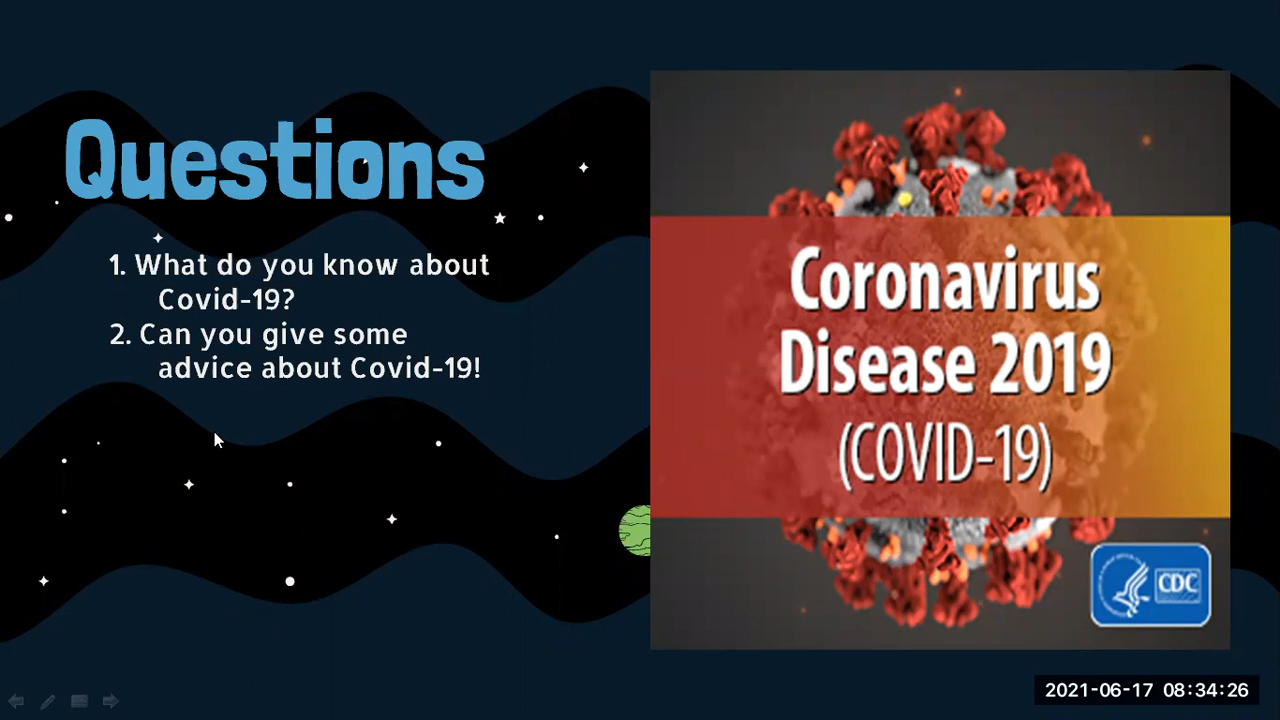 Questions
1. What do you know about
Covid-19?
2. Can you give some
advice about Covid-19!
Coronavirus
Disease 2019
(COVID-19)
CDC
2021-06-17 08:34:26